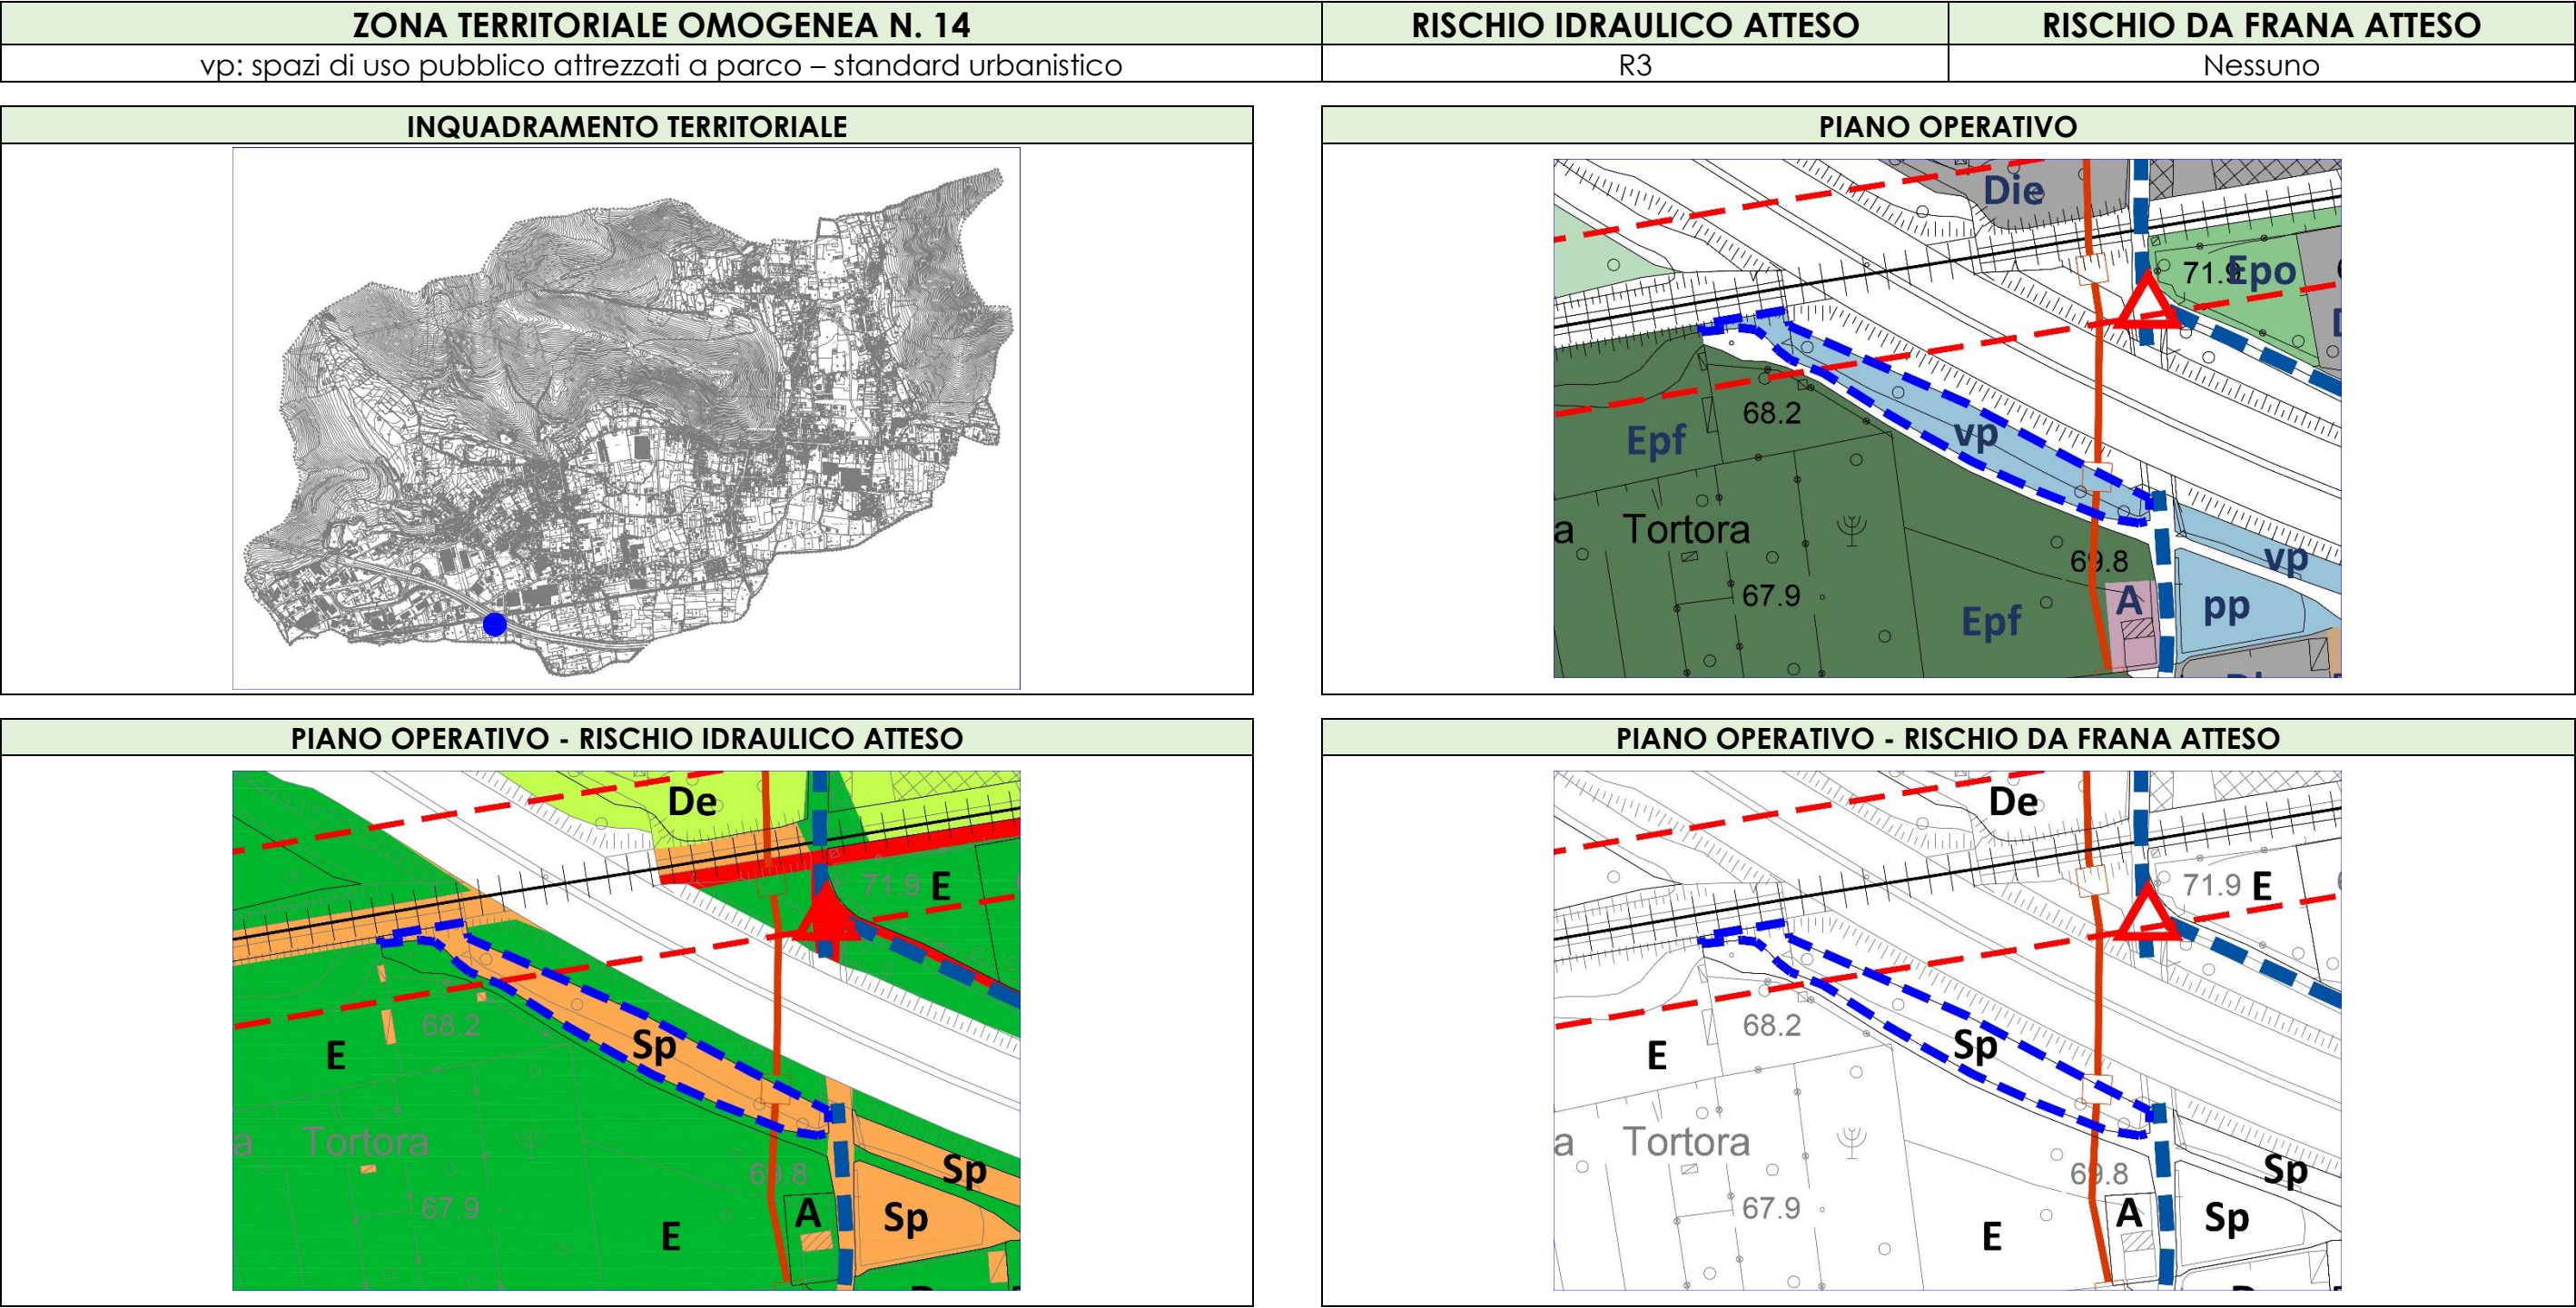 ZONA TERRITORIALE OMOGENEA N. 14
RISCHIO IDRAULICO ATTESO
RISCHIO DA FRANA ATTESO
vp: spazi di uso pubblico attrezzati a parco – standard urbanistico
R3
Nessuno
INQUADRAMENTO TERRITORIALE
PIANO OPERATIVO
Die
71.9
Epo
68.2
Epf
vp
a Tortora
69.8
vp
67.9
A
pp
Epf
PIANO OPERATIVO - RISCHIO IDRAULICO ATTESO
De
71.9
E
68.2
E
Sp
a Tortora
69.8
Sp
67.9
A
Sp
E
PIANO OPERATIVO - RISCHIO DA FRANA ATTESO
De
71.9
E
68.2
E
Sp
a Tortora
69.8
Sp
67.9
A
Sp
E